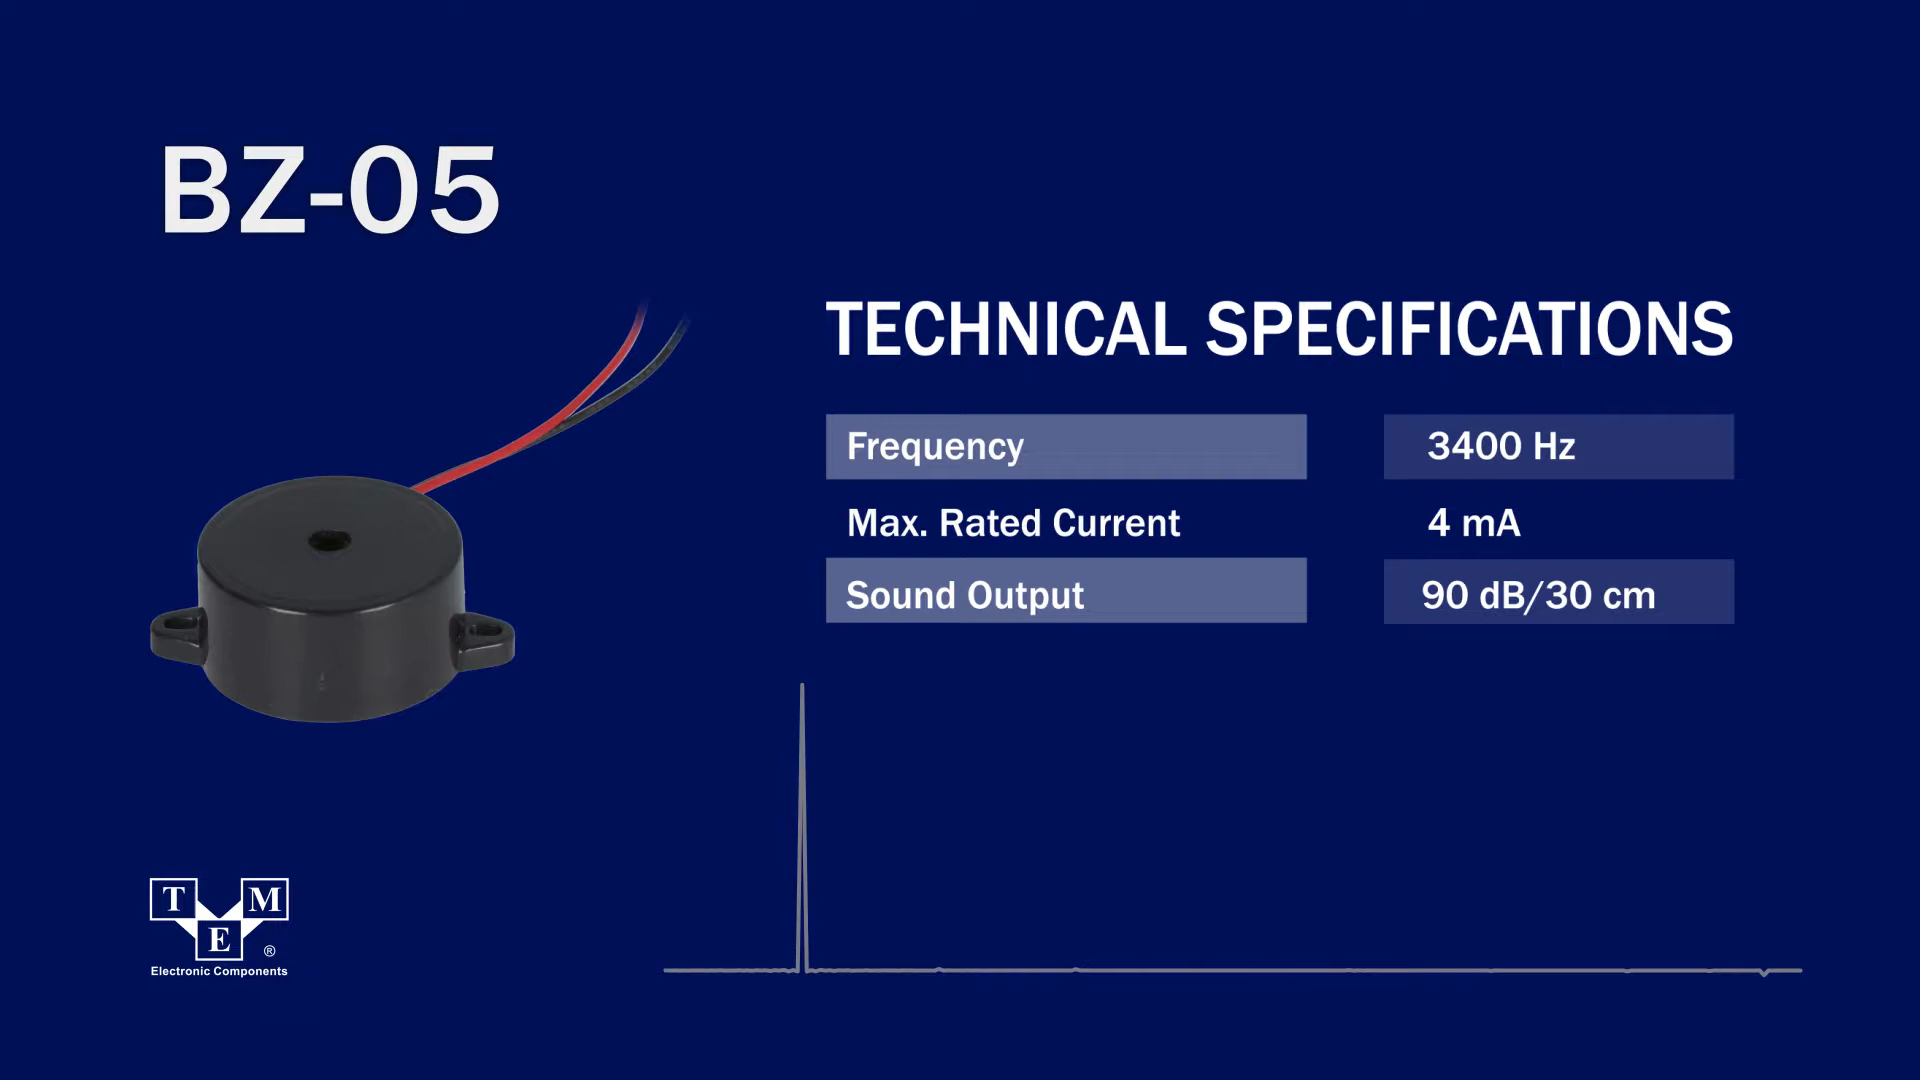 BZ-05
TECHNICAL SPECIFICATIONS
Frequency 3400 Hz
Max. Rated Current 4 mA
Sound Output 90 dB/30 cm
T M
E ®
Electronic Components